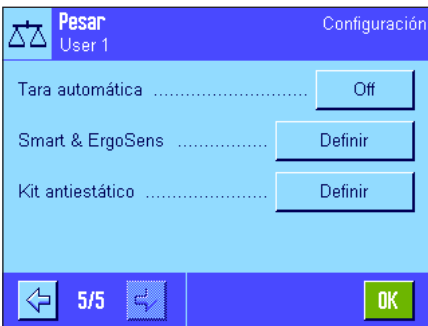 Pesar
User 1
Configuración
Tara automática ............................. Off
Smart & ErgoSens ................. Definir
Kit antiestático ....................... Definir
5/5
OK